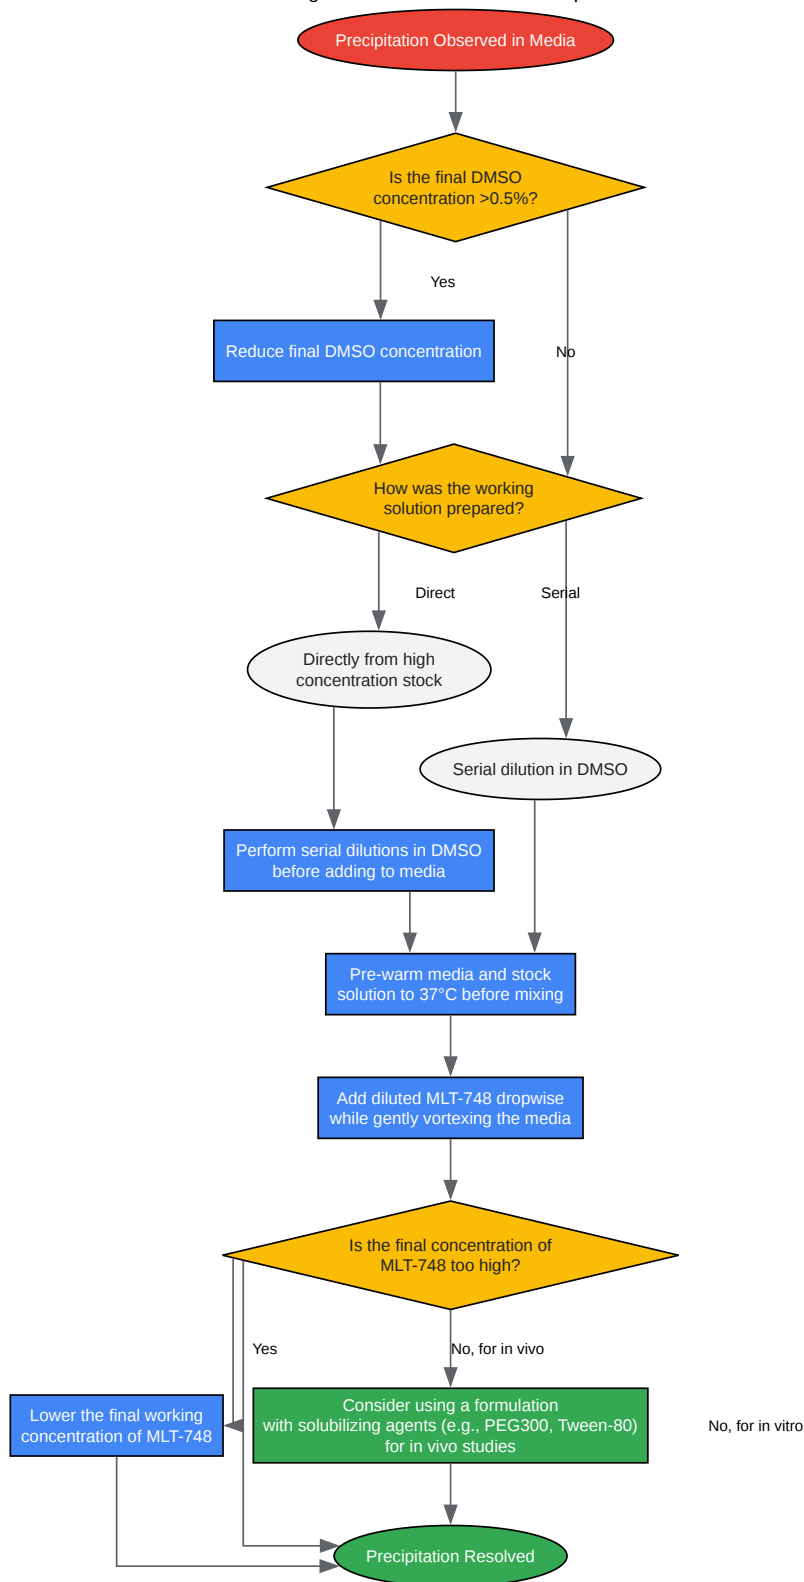 Precipitation Observed in Media
Is the final DMSO
concentration >0.5%?
Yes
Reduce final DMSO concentration
No
How was the working
solution prepared?
Direct
Serial
Directly from high
concentration stock
Serial dilution in DMSO
Perform serial dilutions in DMSO
before adding to media
Pre-warm media and stock
solution to 37°C before mixing
Add diluted MLT-748 dropwise
while gently vortexing the media
Is the final concentration of
MLT-748 too high?
Yes
No, for in vivo
Lower the final working
concentration of MLT-748
Consider using a formulation
with solubilizing agents (e.g., PEG300, Tween-80)
for in vivo studies
No, for in vitro
Precipitation Resolved